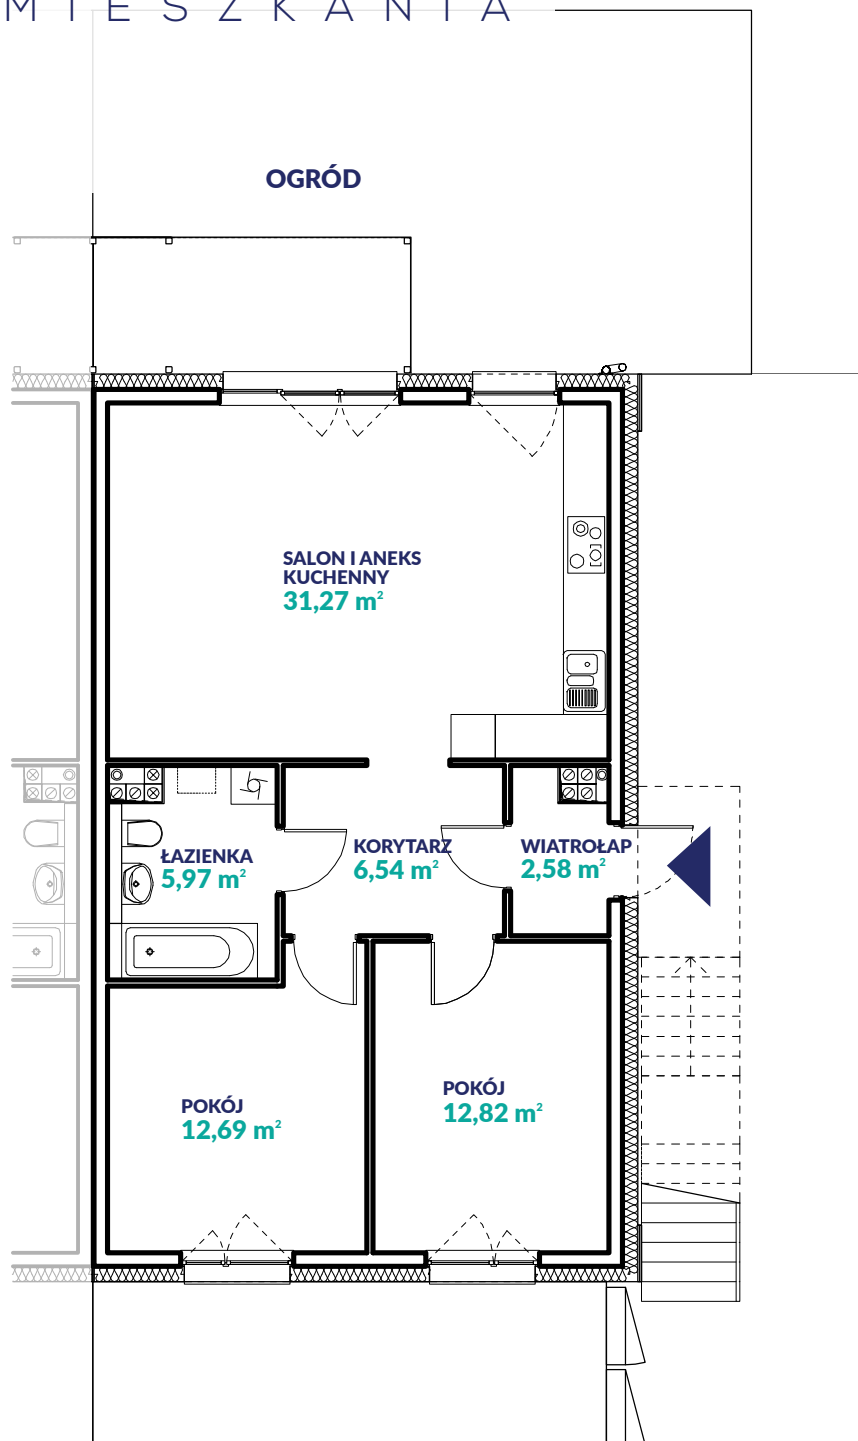 MIESZKANIA
OGRÓD
SALON I ANEKS
KUCHENNY
31,27 m²
ŁAZIENKA
5,97 m²
KORYTARZ
6,54 m²
WIATROŁAP
2,58 m²
POKÓJ
12,69 m²
POKÓJ
12,82 m²